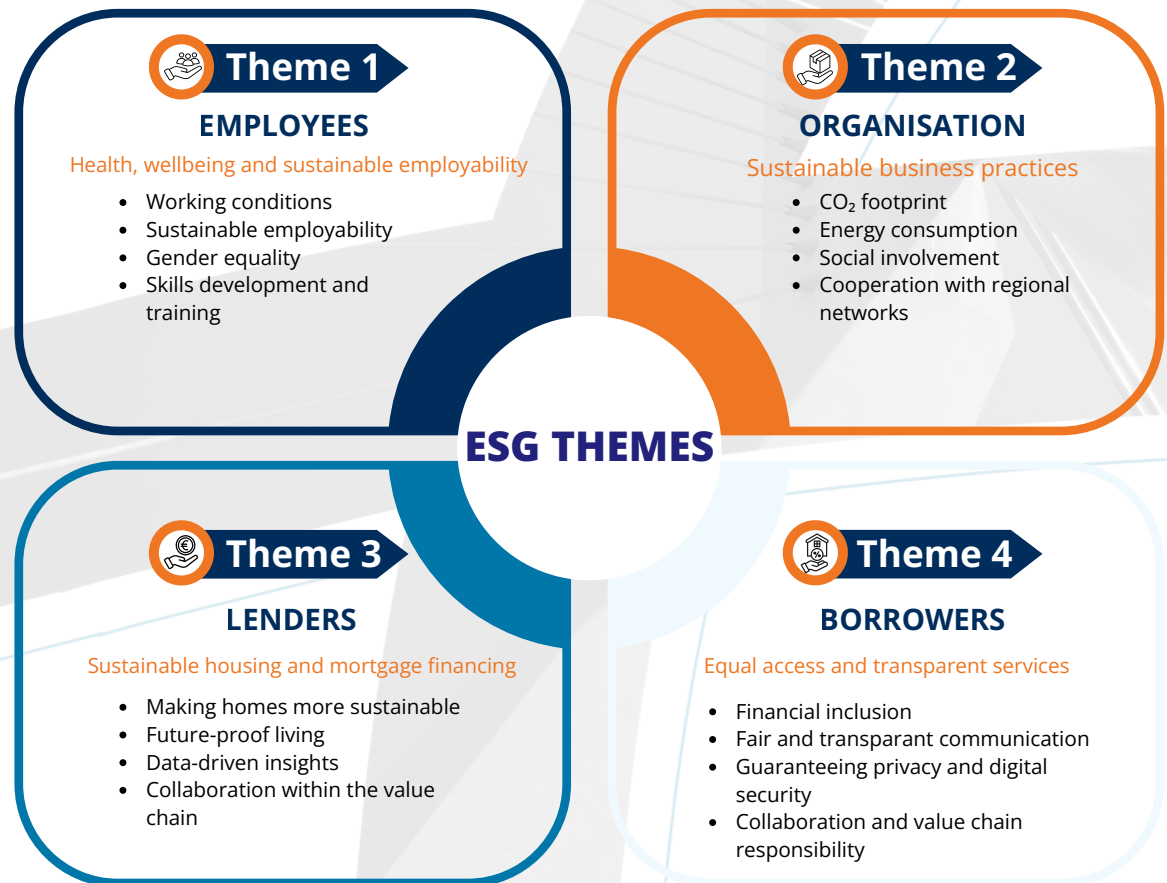 Theme 1
EMPLOYEES
Health, wellbeing and sustainable employability
• Working conditions
• Sustainable employability
• Gender equality
• Skills development and
training
Theme 2
ORGANISATION
Sustainable business practices
• CO₂ footprint
• Energy consumption
• Social involvement
• Cooperation with regional
networks
ESG THEMES
Theme 3
LENDERS
Sustainable housing and mortgage financing
• Making homes more sustainable
• Future-proof living
• Data-driven insights
• Collaboration within the value
chain
Theme 4
BORROWERS
Equal access and transparent services
• Financial inclusion
• Fair and transparant communication
• Guaranteeing privacy and digital
security
• Collaboration and value chain
responsibility